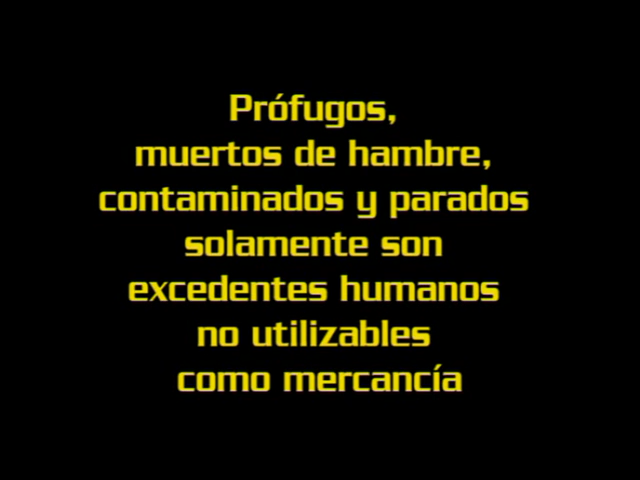 Prófugos,
muertos de hambre,
contaminados y parados
solamente son
excedentes humanos
no utilizables
como mercancía